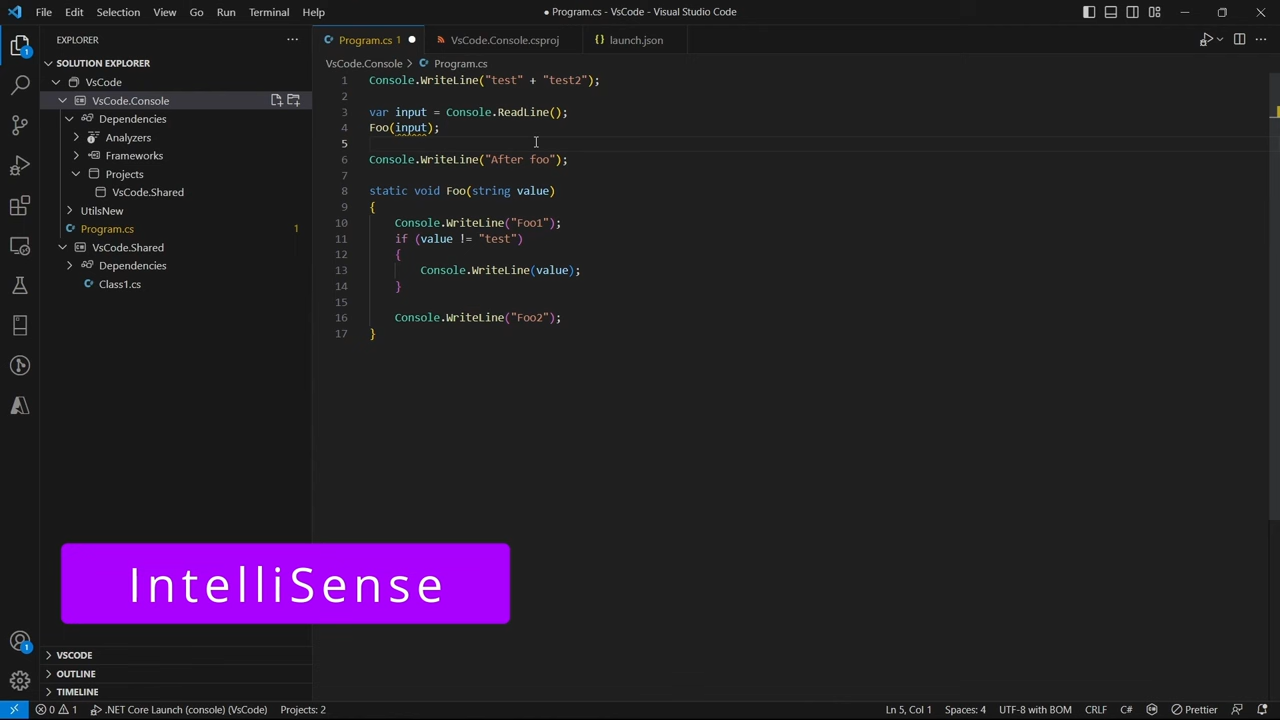 File Edit Selection View Go Run Terminal Help
● Program.cs - VsCode - Visual Studio Code
EXPLORER
SOLUTION EXPLORER
VsCode
VsCode.Console
Dependencies
Analyzers
Frameworks
Projects
VsCode.Shared
UtilsNew
Program.cs 1
VsCode.Shared
Dependencies
Class1.cs
VSCODE
OUTLINE
TIMELINE
Program.cs 1
VsCode.Console.csproj
launch.json
VsCode.Console > Program.cs
1 Console.WriteLine("test" + "test2");
2
3 var input = Console.ReadLine();
4 Foo(input);
5
6 Console.WriteLine("After foo");
7
8 static void Foo(string value)
9 {
10 Console.WriteLine("Foo1");
11 if (value != "test")
12 {
13 Console.WriteLine(value);
14 }
15
16 Console.WriteLine("Foo2");
17 }
IntelliSense
1
1
0 1 .NET Core Launch (console) (VsCode) Projects: 2 Ln 5, Col 1 Spaces: 4 UTF-8 with BOM CRLF C# Prettier